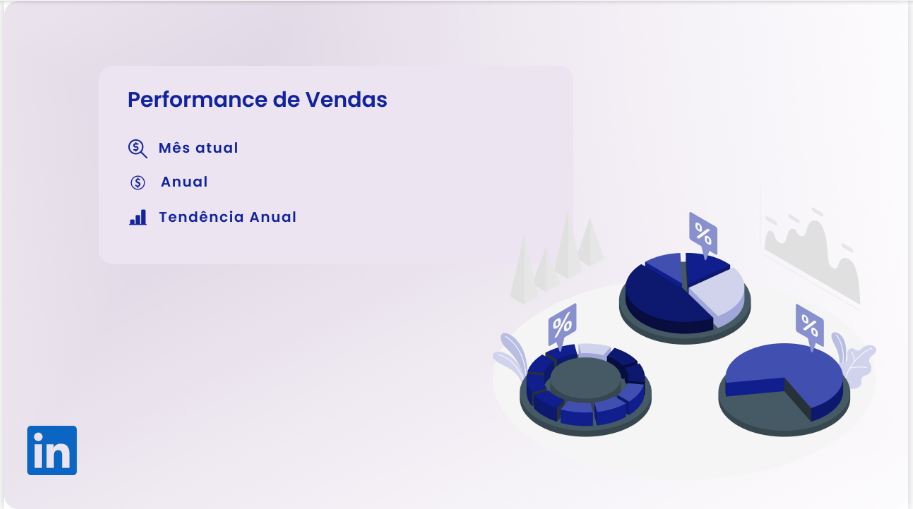 Performance de Vendas
Mês atual
Anual
Tendência Anual
%
%
%
in